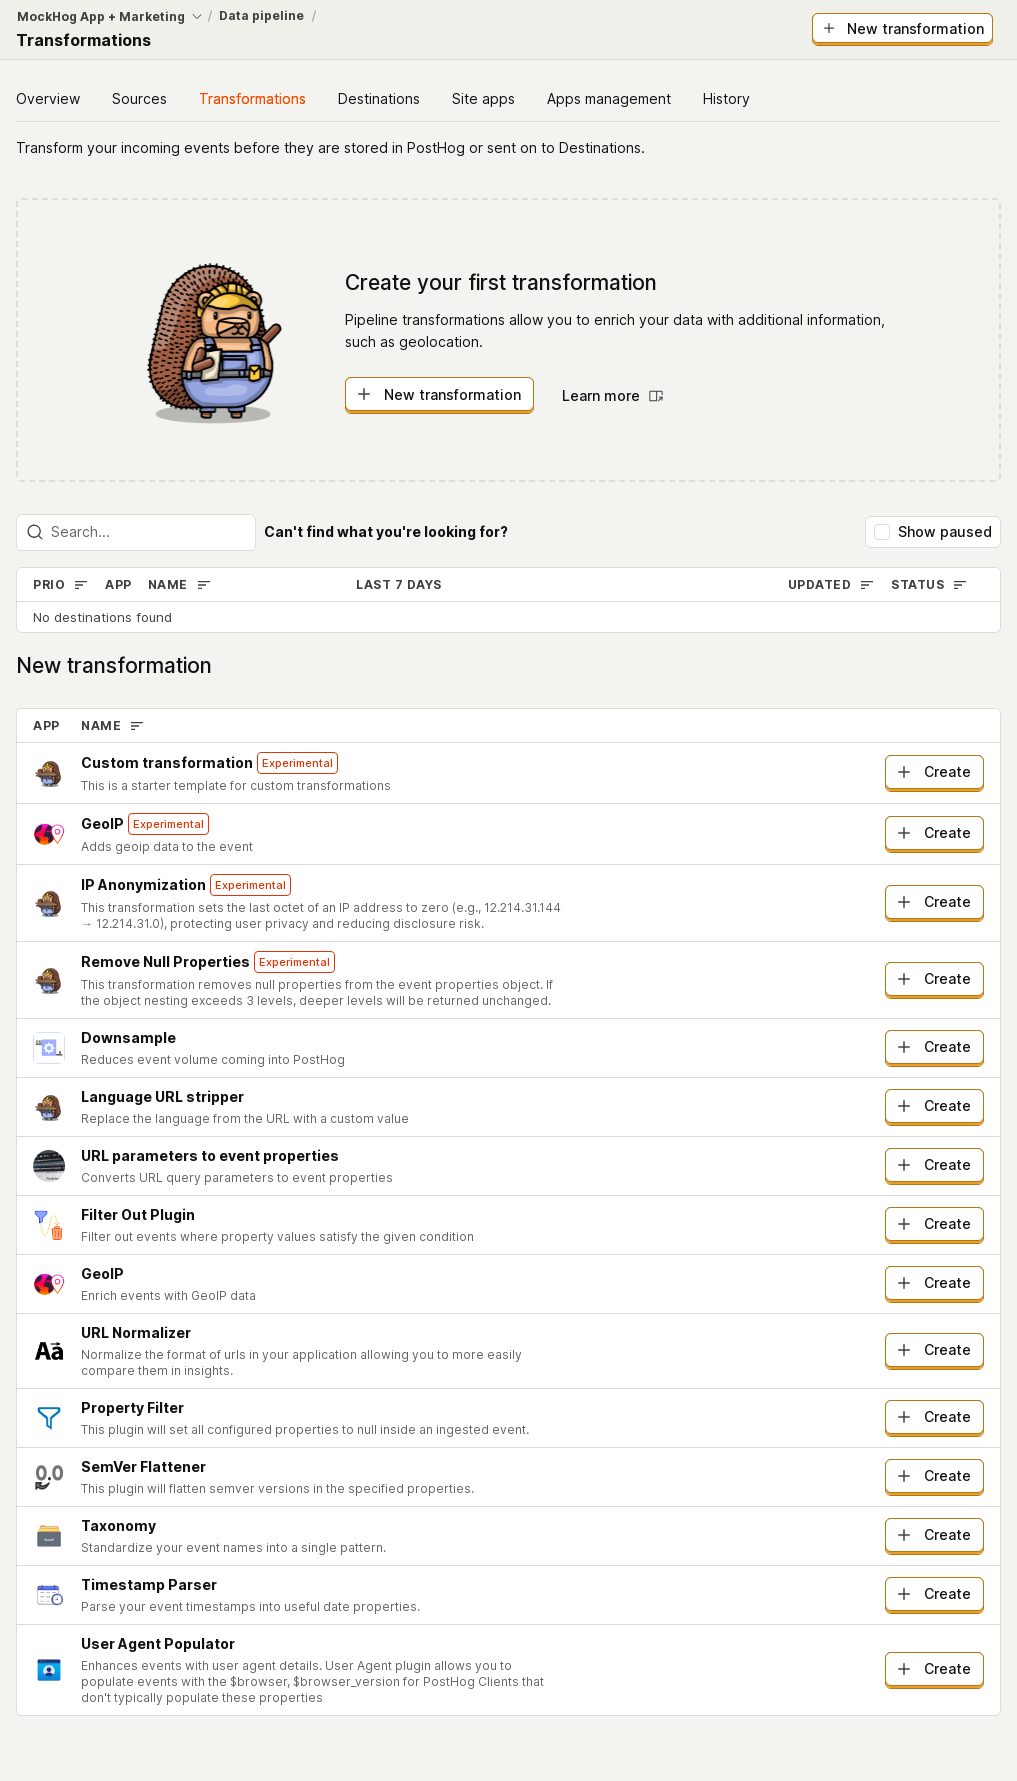 MockHog App + Marketing / Data pipeline /
Transformations
New transformation
Overview Sources Transformations Destinations Site apps Apps management History
Transform your incoming events before they are stored in PostHog or sent on to Destinations.
Create your first transformation
Pipeline transformations allow you to enrich your data with additional information,
such as geolocation.
New transformation Learn more
Search... Can't find what you're looking for? Show paused
PRIO APP NAME LAST 7 DAYS UPDATED STATUS
No destinations found
New transformation
APP NAME
Custom transformation Experimental
This is a starter template for custom transformations
Create
GeoIP Experimental
Adds geoip data to the event
Create
IP Anonymization Experimental
This transformation sets the last octet of an IP address to zero (e.g., 12.214.31.144
→ 12.214.31.0), protecting user privacy and reducing disclosure risk.
Create
Remove Null Properties Experimental
This transformation removes null properties from the event properties object. If
the object nesting exceeds 3 levels, deeper levels will be returned unchanged.
Create
Downsample
Reduces event volume coming into PostHog
Create
Language URL stripper
Replace the language from the URL with a custom value
Create
URL parameters to event properties
Converts URL query parameters to event properties
Create
Filter Out Plugin
Filter out events where property values satisfy the given condition
Create
GeoIP
Enrich events with GeoIP data
Create
Aa
URL Normalizer
Normalize the format of urls in your application allowing you to more easily
compare them in insights.
Create
Property Filter
This plugin will set all configured properties to null inside an ingested event.
Create
0.0
SemVer Flattener
This plugin will flatten semver versions in the specified properties.
Create
Taxonomy
Standardize your event names into a single pattern.
Create
Timestamp Parser
Parse your event timestamps into useful date properties.
Create
User Agent Populator
Enhances events with user agent details. User Agent plugin allows you to
populate events with the $browser, $browser_version for PostHog Clients that
don't typically populate these properties
Create